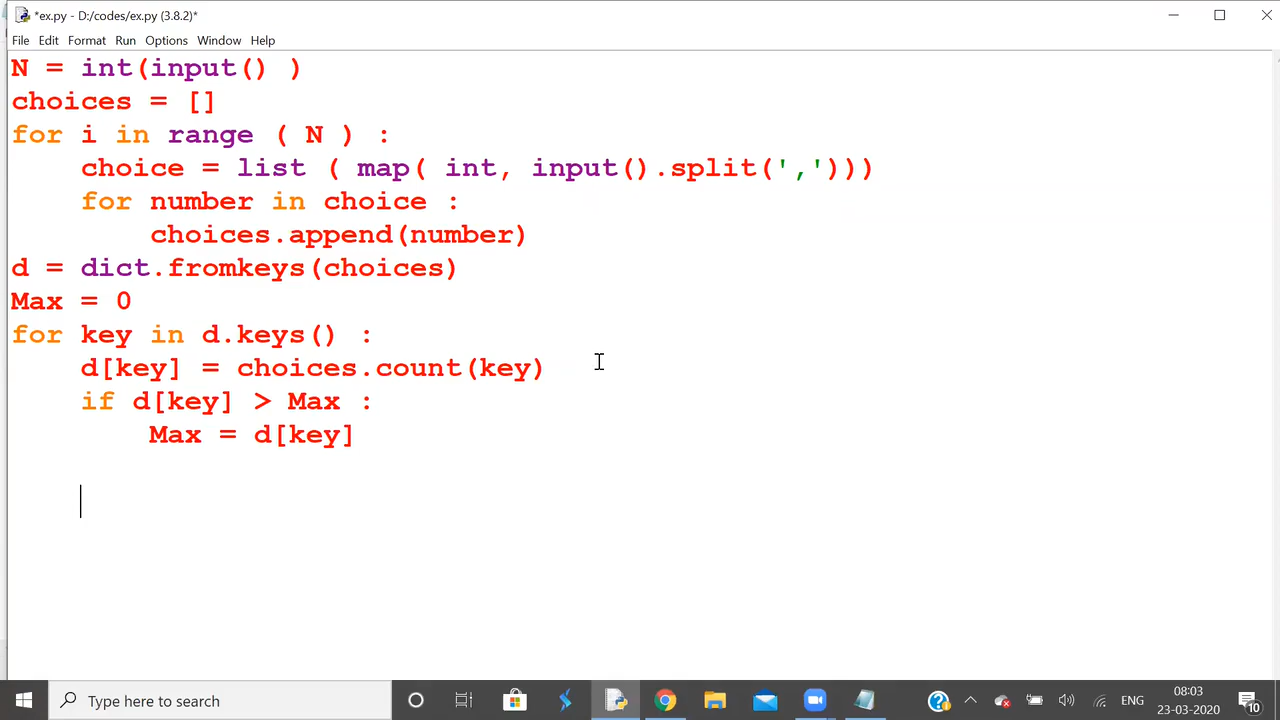 *ex.py - D:/codes/ex.py (3.8.2)*
File Edit Format Run Options Window Help
N = int(input() )
choices = []
for i in range ( N ) :
    choice = list ( map( int, input().split(',')))
    for number in choice :
        choices.append(number)
d = dict.fromkeys(choices)
Max = 0
for key in d.keys() :
    d[key] = choices.count(key)
    if d[key] > Max :
        Max = d[key]
Type here to search
ENG
08:03
23-03-2020
10